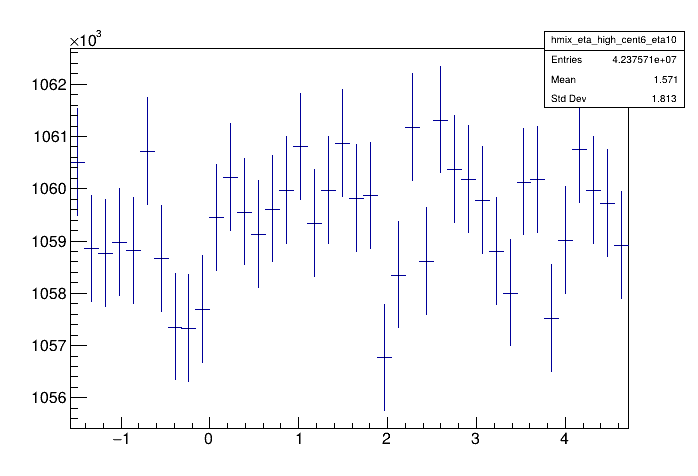 ×10³
hmix_eta_high_cent6_eta10
Entries 4.237571e+07
Mean 1.571
Std Dev 1.813
1062
1061
1060
1059
1058
1057
1056
−1 0 1 2 3 4